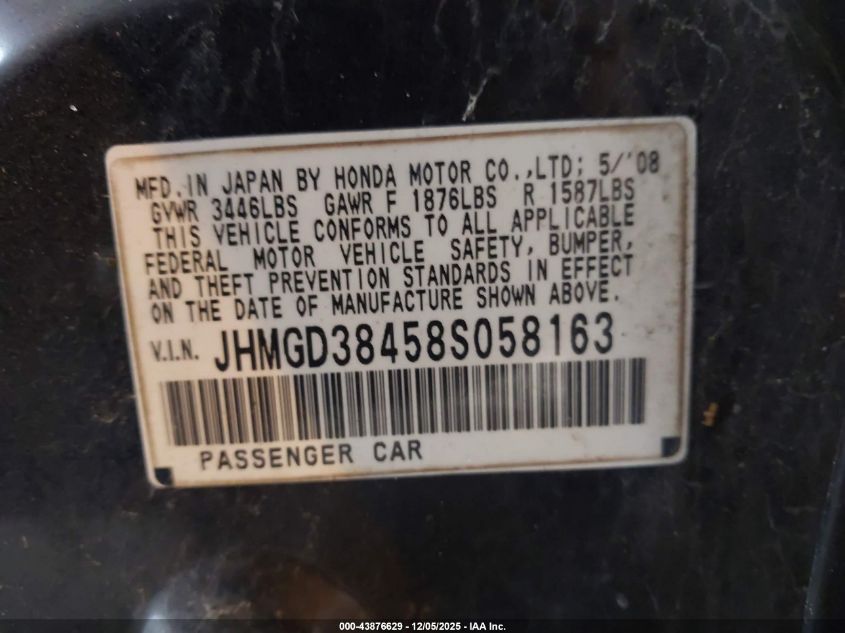 MFD. IN JAPAN BY HONDA MOTOR CO.,LTD; 5/'08
GVWR 3446LBS GAWR F 1876LBS R 1587LBS
THIS VEHICLE CONFORMS TO ALL APPLICABLE
FEDERAL MOTOR VEHICLE SAFETY, BUMPER,
AND THEFT PREVENTION STANDARDS IN EFFECT
ON THE DATE OF MANUFACTURE SHOWN ABOVE.
V.I.N. JHMGD38458S058163
PASSENGER CAR
000-43876629 - 12/05/2025 - IAA Inc.